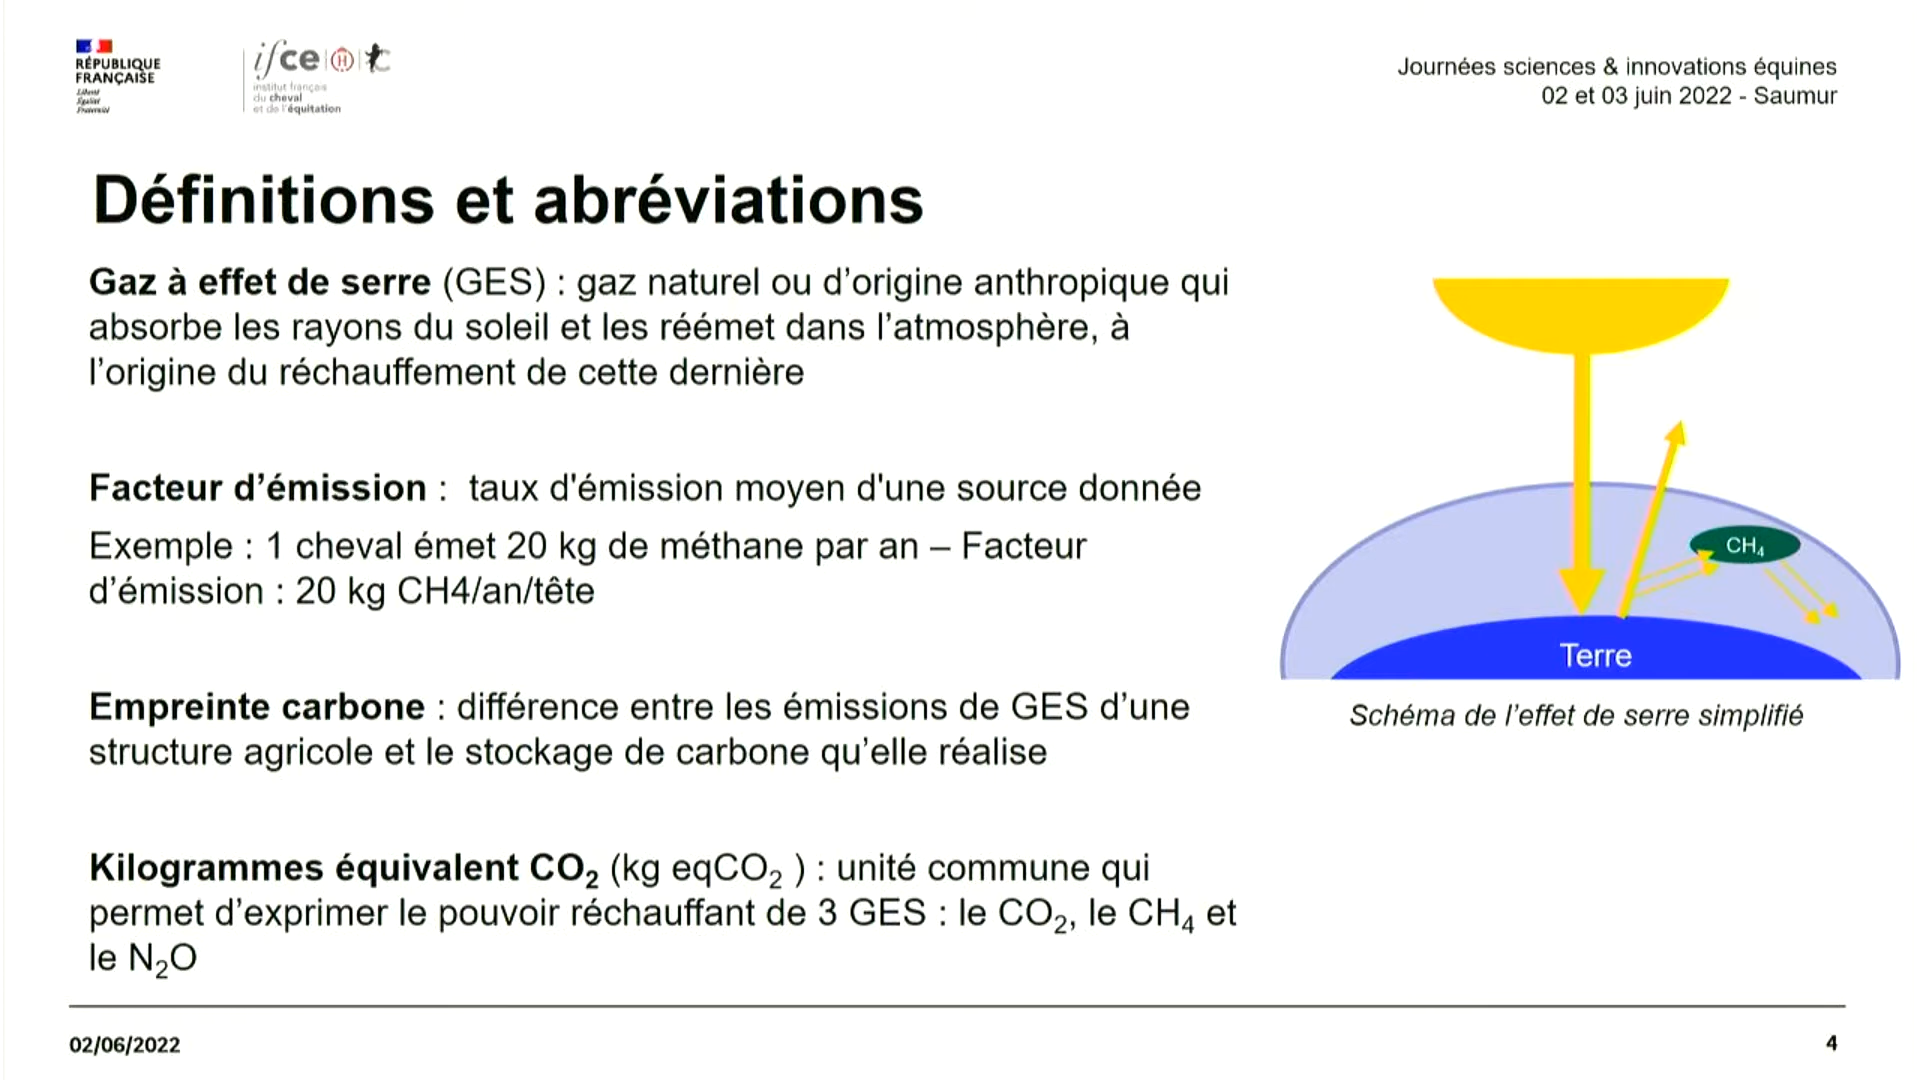 RÉPUBLIQUE
FRANÇAISE
Liberté
Égalité
Fraternité
ifce
institut français
du cheval
et de l'équitation
Journées sciences & innovations équines
02 et 03 juin 2022 - Saumur
Définitions et abréviations
Gaz à effet de serre (GES) : gaz naturel ou d’origine anthropique qui
absorbe les rayons du soleil et les réémet dans l’atmosphère, à
l’origine du réchauffement de cette dernière
Facteur d’émission : taux d'émission moyen d'une source donnée
Exemple : 1 cheval émet 20 kg de méthane par an – Facteur
d’émission : 20 kg CH4/an/tête
Empreinte carbone : différence entre les émissions de GES d’une
structure agricole et le stockage de carbone qu’elle réalise
Kilogrammes équivalent CO₂ (kg eqCO₂ ) : unité commune qui
permet d’exprimer le pouvoir réchauffant de 3 GES : le CO₂, le CH₄ et
le N₂O
CH₄
Terre
Schéma de l’effet de serre simplifié
02/06/2022
4